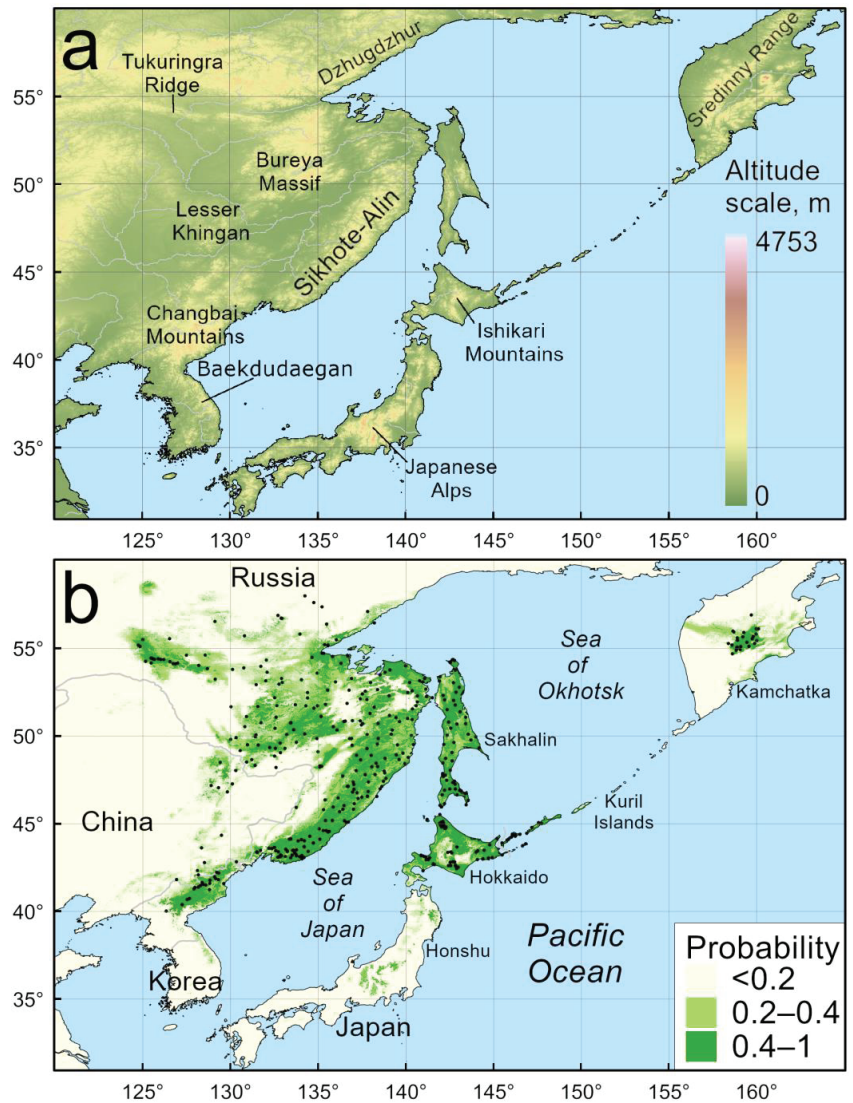 a
Tukuringra
Ridge
Dzhugdzhur
Sredinny Range
55°
Bureya
Massif
50°
Lesser
Khingan
Sikhote-Alin
Altitude
scale, m
4753
45°
Changbai
Mountains
Ishikari
Mountains
40°
Baekdudaegan
35°
Japanese
Alps
0
125° 130° 135° 140° 145° 150° 155° 160°
b
Russia
55°
Sea
of
Okhotsk
Kamchatka
50°
Sakhalin
Kuril
Islands
China
45°
Hokkaido
Sea
of
Japan
40°
Honshu
Pacific
Ocean
Korea
35°
Japan
Probability
<0.2
0.2–0.4
0.4–1
125° 130° 135° 140° 145° 150° 155° 160°